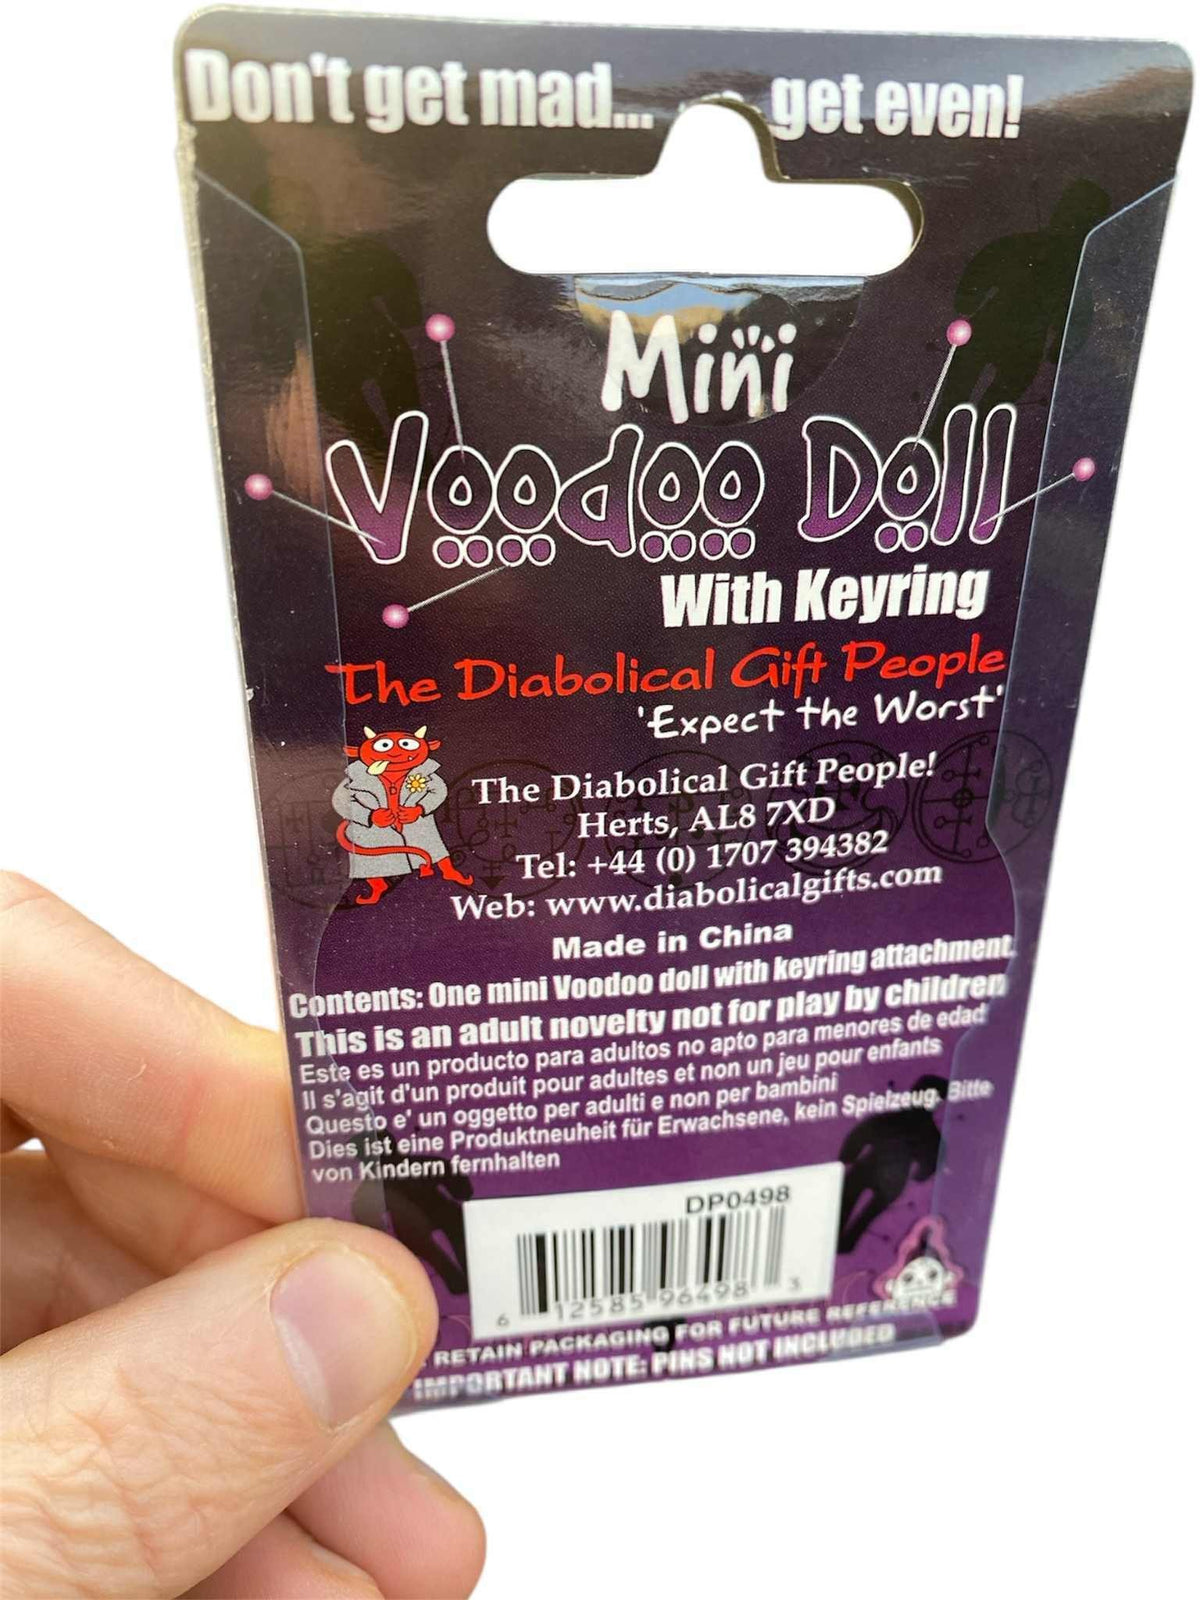 Don't get mad... get even!
Mini
Voodoo Doll
With Keyring
The Diabolical Gift People
'Expect the Worst'
The Diabolical Gift People!
Herts, AL8 7XD
Tel: +44 (0) 1707 394382
Web: www.diabolicalgifts.com
Made in China
Contents: One mini Voodoo doll with keyring attachment.
This is an adult novelty not for play by children
Este es un producto para adultos no apto para menores de edad
Il s'agit d'un produit pour adultes et non un jeu pour enfants
Questo e' un oggetto per adulti e non per bambini
Dies ist eine Produktneuheit für Erwachsene, kein Spielzeug. Bitte
von Kindern fernhalten
DP0498
6 12585 96498 3
RETAIN PACKAGING FOR FUTURE REFERENCE
IMPORTANT NOTE: PINS NOT INCLUDED